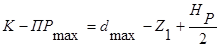 K − ПР_max = d_max − Z_1 + H_P / 2